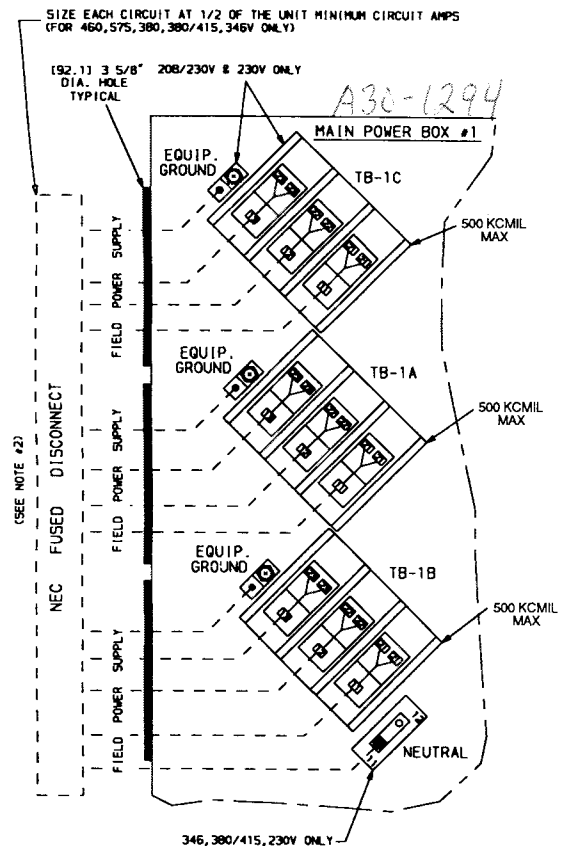 SIZE EACH CIRCUIT AT 1/2 OF THE UNIT MINIMUM CIRCUIT AMPS
(FOR 460,575,380,380/415,346V ONLY)
[92.1] 3 5/8" 208/230V & 230V ONLY
DIA. HOLE
TYPICAL
A30-1294
MAIN POWER BOX #1
EQUIP.
GROUND
TB-1C
500 KCMIL
MAX
FIELD POWER SUPPLY
EQUIP.
GROUND
TB-1A
500 KCMIL
MAX
FIELD POWER SUPPLY
(SEE NOTE #2)
NEC FUSED DISCONNECT
EQUIP.
GROUND
TB-1B
500 KCMIL
MAX
FIELD POWER SUPPLY
NEUTRAL
346,380/415,230V ONLY